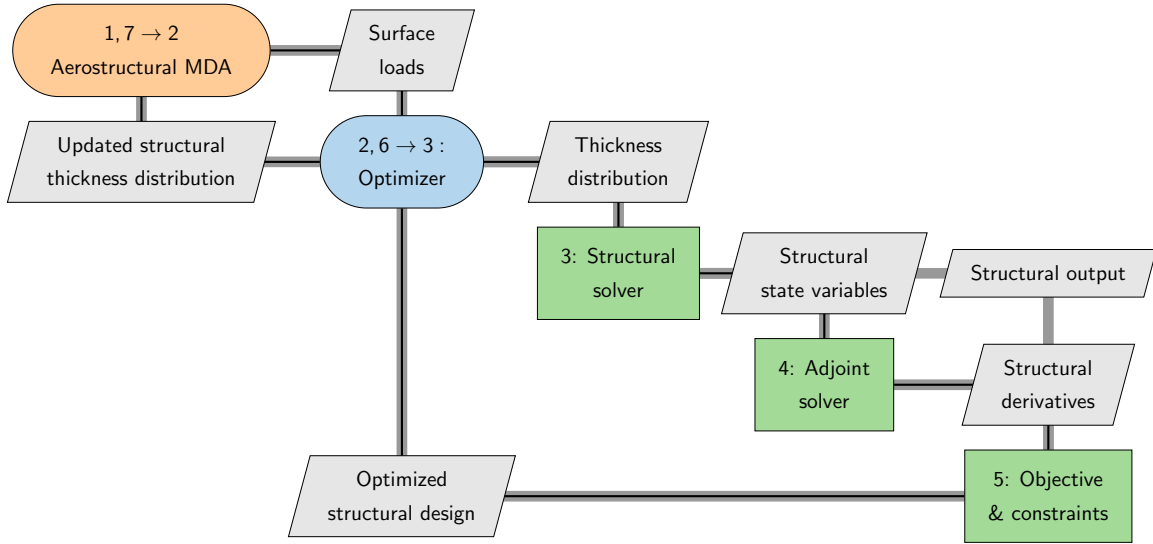 1, 7 → 2
Aerostructural MDA
Surface
loads
Updated structural
thickness distribution
2, 6 → 3 :
Optimizer
Thickness
distribution
3: Structural
solver
Structural
state variables
Structural output
4: Adjoint
solver
Structural
derivatives
Optimized
structural design
5: Objective
& constraints